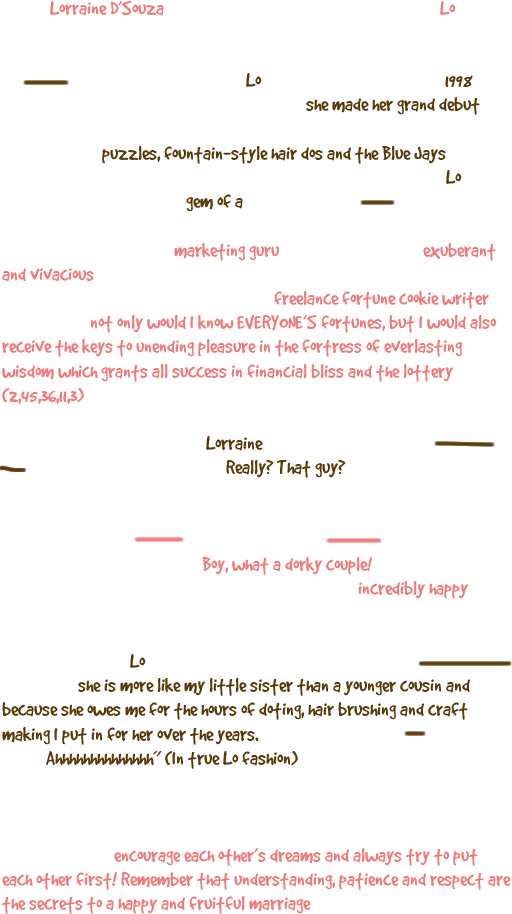 Lorraine D'Souza Lo
Lo 1998
she made her grand debut
puzzles, fountain-style hair dos and the Blue Jays
Lo
gem of a
marketing guru exuberant
and vivacious
freelance fortune cookie writer
not only would I know EVERYONE'S fortunes, but I would also
receive the keys to unending pleasure in the fortress of everlasting
wisdom which grants all success in financial bliss and the lottery
(2,45,36,11,3)
Lorraine
Really? That guy?
Boy, what a dorky couple!
incredibly happy
Lo
she is more like my little sister than a younger cousin and
because she owes me for the hours of doting, hair brushing and craft
making I put in for her over the years.
Ahhhhhhhhhhhhhh" (In true Lo fashion)
encourage each other's dreams and always try to put
each other first! Remember that understanding, patience and respect are
the secrets to a happy and fruitful marriage